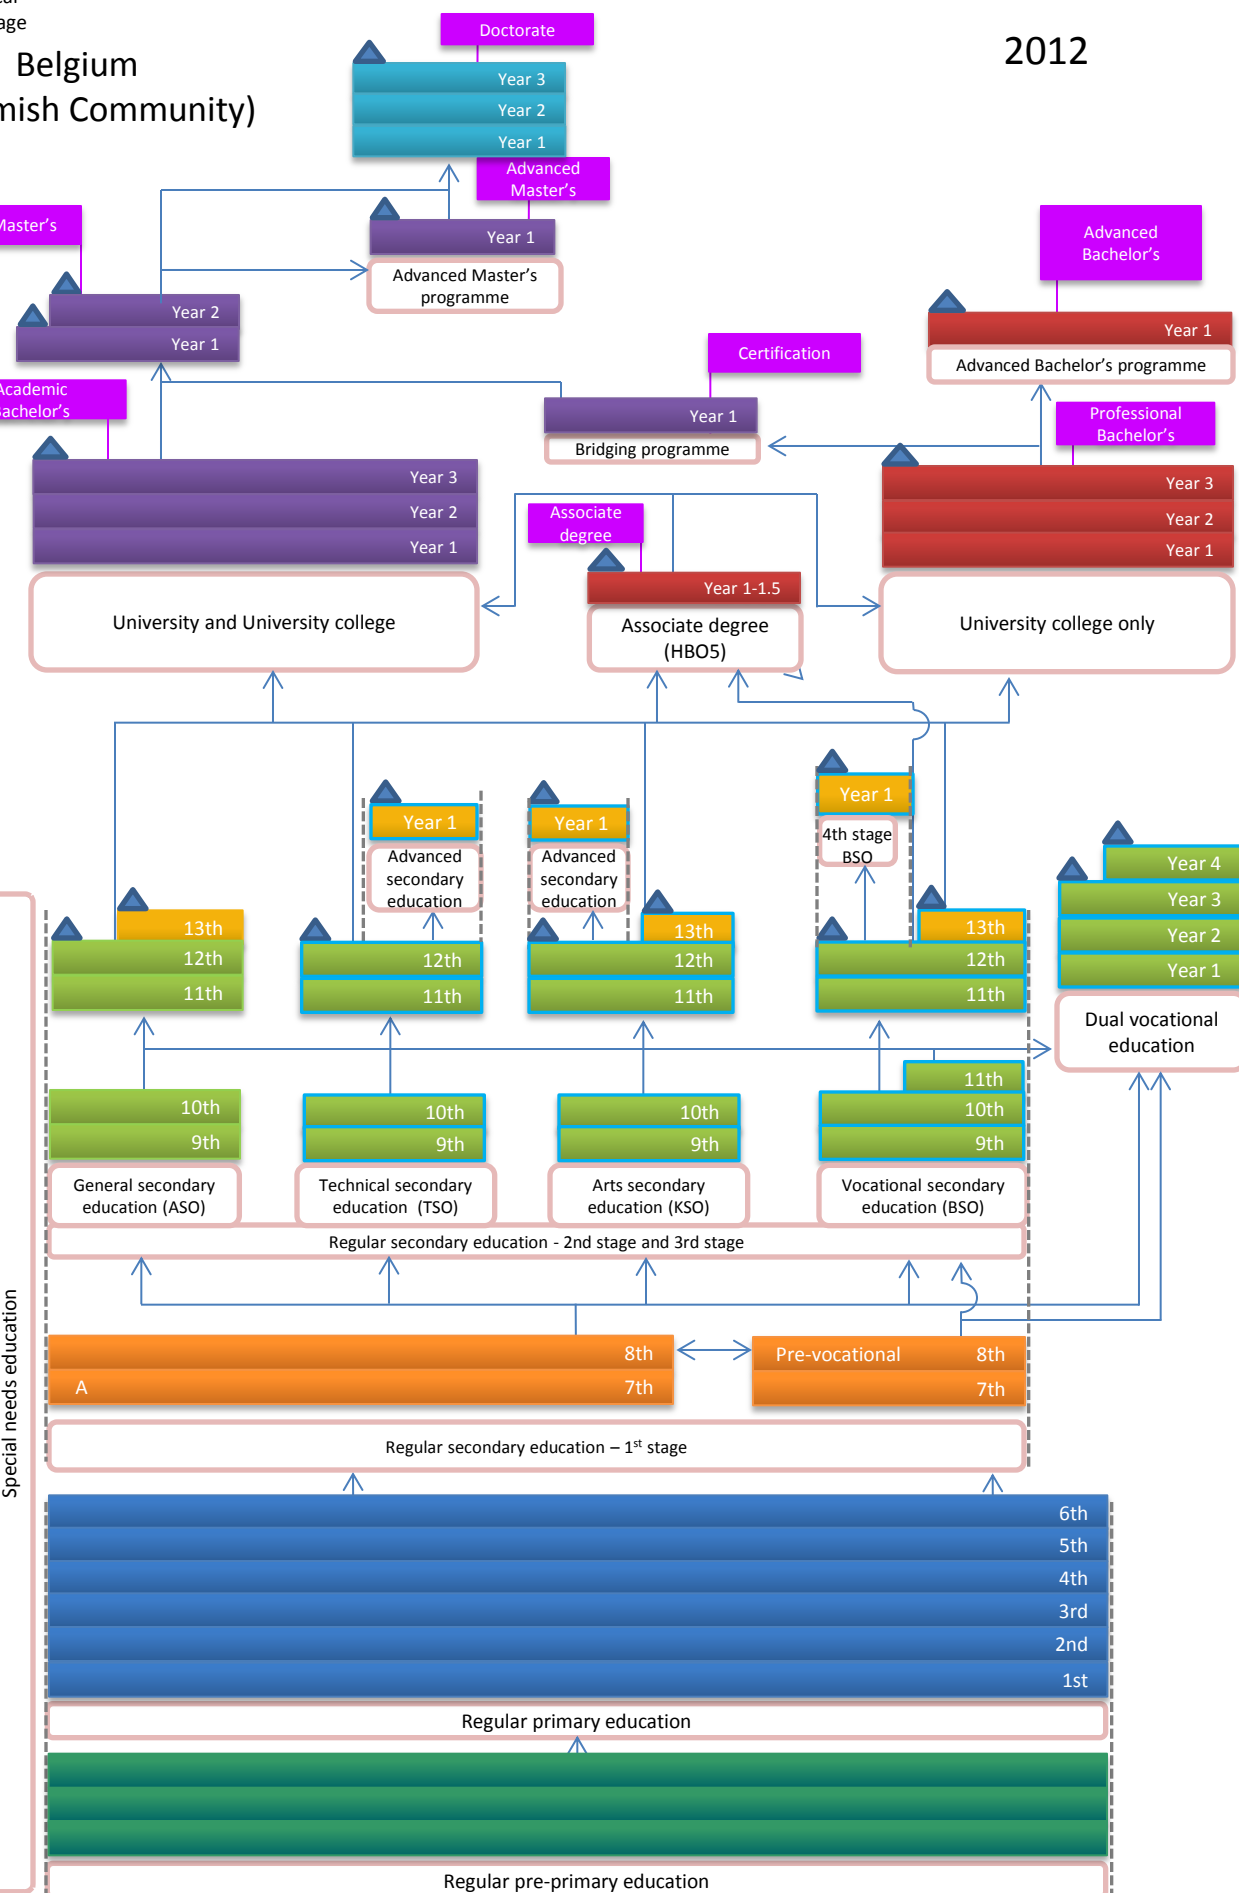 age
Belgium
mish Community)
2012
Doctorate
Year 3
Year 2
Year 1
Advanced
Master's
Year 1
Advanced Master's
programme
Master's
Year 2
Year 1
Advanced
Bachelor's
Year 1
Advanced Bachelor's programme
Certification
Year 1
Bridging programme
Academic
Bachelor's
Year 3
Year 2
Year 1
University and University college
Associate
degree
Year 1-1.5
Associate degree
(HBO5)
Professional
Bachelor's
Year 3
Year 2
Year 1
University college only
Year 1
Advanced
secondary
education
Year 1
Advanced
secondary
education
Year 1
4th stage
BSO
13th
12th
11th
12th
11th
13th
12th
11th
13th
12th
11th
Year 4
Year 3
Year 2
Year 1
Dual vocational
education
10th
9th
10th
9th
10th
9th
11th
10th
9th
General secondary
education (ASO)
Technical secondary
education (TSO)
Arts secondary
education (KSO)
Vocational secondary
education (BSO)
Regular secondary education - 2nd stage and 3rd stage
Special needs education
8th
A 7th
Pre-vocational 8th
7th
Regular secondary education – 1st stage
6th
5th
4th
3rd
2nd
1st
Regular primary education
Regular pre-primary education